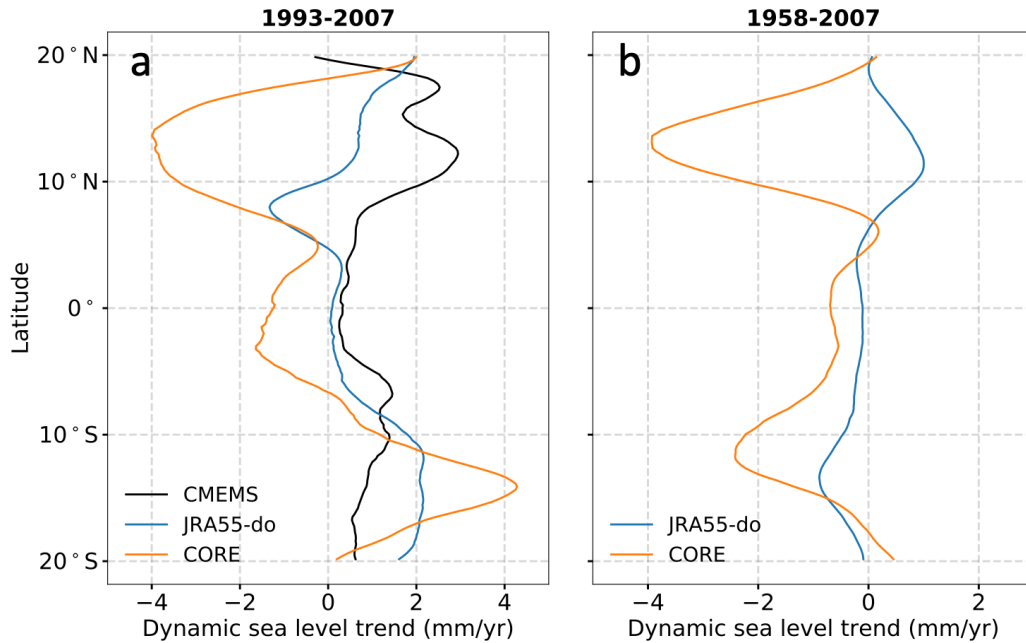 1993-2007
a
20°N
10°N
0°
10°S
20°S
Latitude
CMEMS
JRA55-do
CORE
−4 −2 0 2 4
Dynamic sea level trend (mm/yr)
1958-2007
b
JRA55-do
CORE
−4 −2 0 2
Dynamic sea level trend (mm/yr)